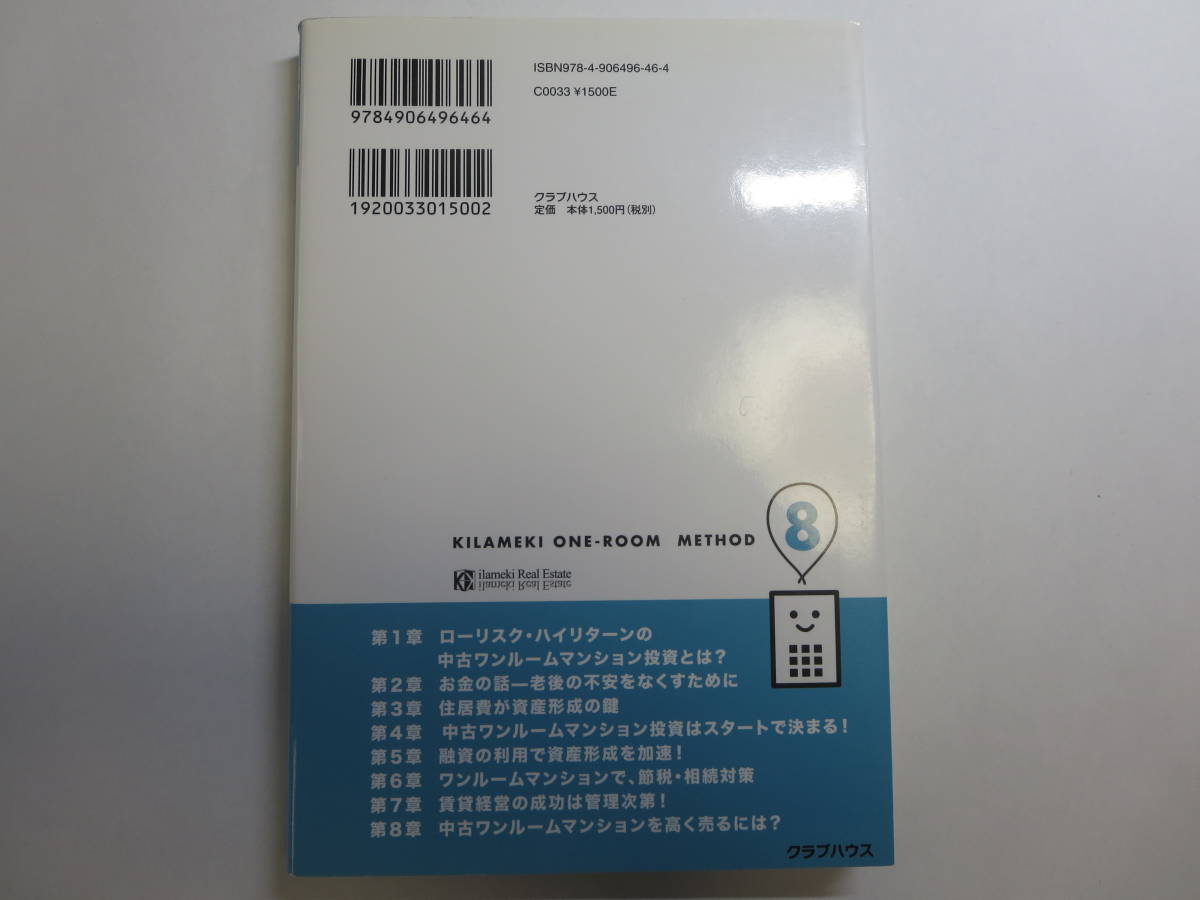 ISBN978-4-906496-46-4
C0033 ¥1500E
9784906496464
1920033015002
クラブハウス
定価 本体1,500円(税別)
8
KILAMEKI ONE-ROOM METHOD
ilameki Real Estate
第1章 ローリスク・ハイリターンの
中古ワンルームマンション投資とは?
第2章 お金の話―老後の不安をなくすために
第3章 住居費が資産形成の鍵
第4章 中古ワンルームマンション投資はスタートで決まる!
第5章 融資の利用で資産形成を加速!
第6章 ワンルームマンションで、節税・相続対策
第7章 賃貸経営の成功は管理次第!
第8章 中古ワンルームマンションを高く売るには?
クラブハウス